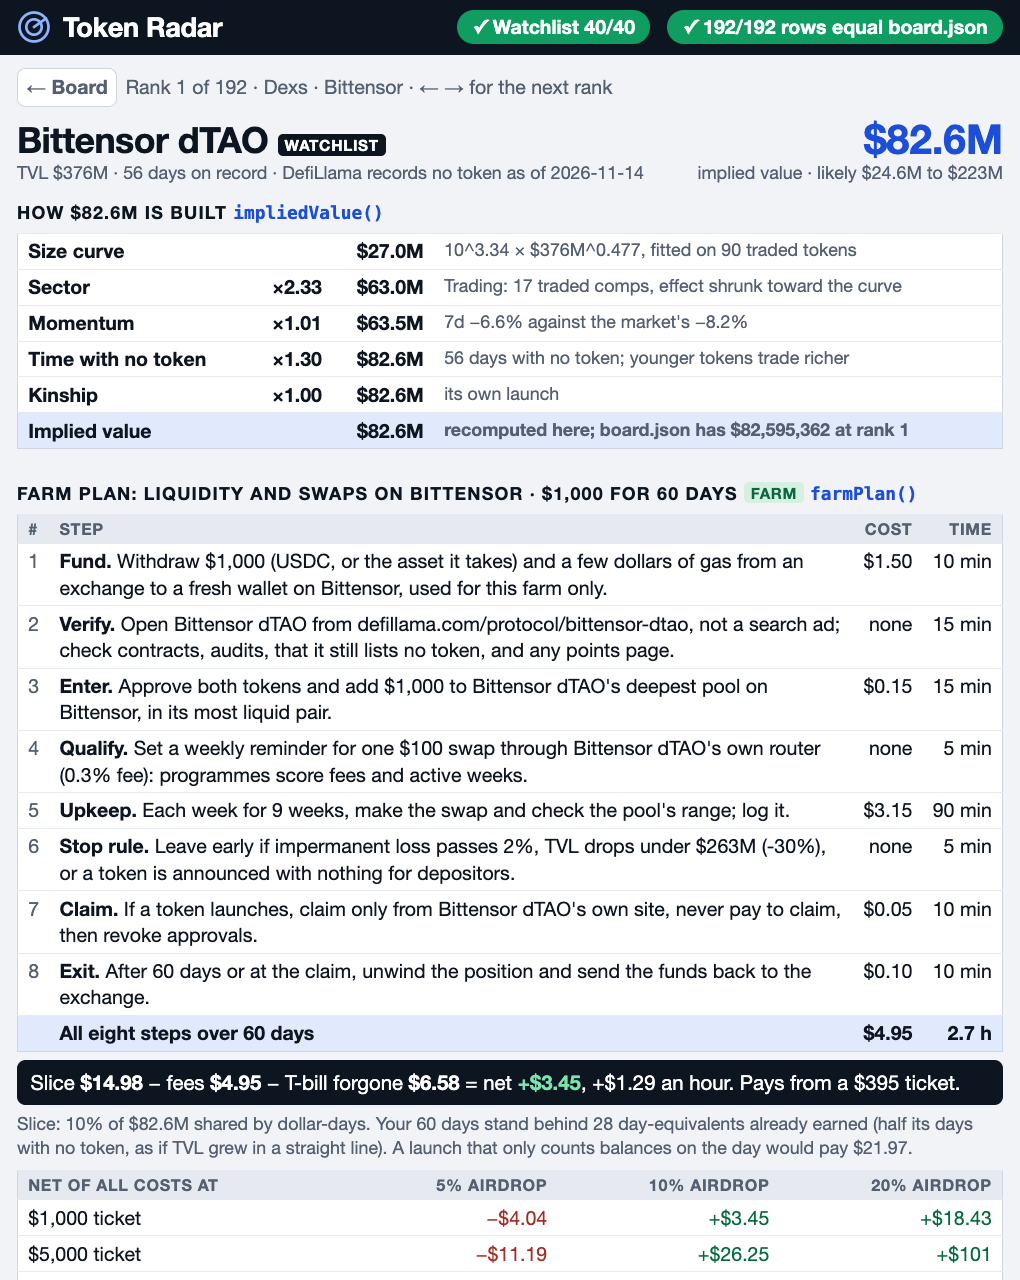 Token Radar
✓ Watchlist 40/40
✓ 192/192 rows equal board.json
← Board
Rank 1 of 192 · Dexs · Bittensor · ← → for the next rank
Bittensor dTAO WATCHLIST
$82.6M
TVL $376M · 56 days on record · DefiLlama records no token as of 2026-11-14
implied value · likely $24.6M to $223M
HOW $82.6M IS BUILT impliedValue()
Size curve $27.0M 10^3.34 × $376M^0.477, fitted on 90 traded tokens
Sector ×2.33 $63.0M Trading: 17 traded comps, effect shrunk toward the curve
Momentum ×1.01 $63.5M 7d −6.6% against the market's −8.2%
Time with no token ×1.30 $82.6M 56 days with no token; younger tokens trade richer
Kinship ×1.00 $82.6M its own launch
Implied value $82.6M recomputed here; board.json has $82,595,362 at rank 1
FARM PLAN: LIQUIDITY AND SWAPS ON BITTENSOR · $1,000 FOR 60 DAYS FARM farmPlan()
# STEP COST TIME
1 Fund. Withdraw $1,000 (USDC, or the asset it takes) and a few dollars of gas from an $1.50 10 min
exchange to a fresh wallet on Bittensor, used for this farm only.
2 Verify. Open Bittensor dTAO from defillama.com/protocol/bittensor-dtao, not a search ad; none 15 min
check contracts, audits, that it still lists no token, and any points page.
3 Enter. Approve both tokens and add $1,000 to Bittensor dTAO's deepest pool on $0.15 15 min
Bittensor, in its most liquid pair.
4 Qualify. Set a weekly reminder for one $100 swap through Bittensor dTAO's own router none 5 min
(0.3% fee): programmes score fees and active weeks.
5 Upkeep. Each week for 9 weeks, make the swap and check the pool's range; log it. $3.15 90 min
6 Stop rule. Leave early if impermanent loss passes 2%, TVL drops under $263M (-30%), none 5 min
or a token is announced with nothing for depositors.
7 Claim. If a token launches, claim only from Bittensor dTAO's own site, never pay to claim, $0.05 10 min
then revoke approvals.
8 Exit. After 60 days or at the claim, unwind the position and send the funds back to the $0.10 10 min
exchange.
All eight steps over 60 days $4.95 2.7 h
Slice $14.98 − fees $4.95 − T-bill forgone $6.58 = net +$3.45, +$1.29 an hour. Pays from a $395 ticket.
Slice: 10% of $82.6M shared by dollar-days. Your 60 days stand behind 28 day-equivalents already earned (half its days
with no token, as if TVL grew in a straight line). A launch that only counts balances on the day would pay $21.97.
NET OF ALL COSTS AT 5% AIRDROP 10% AIRDROP 20% AIRDROP
$1,000 ticket −$4.04 +$3.45 +$18.43
$5,000 ticket −$11.19 +$26.25 +$101